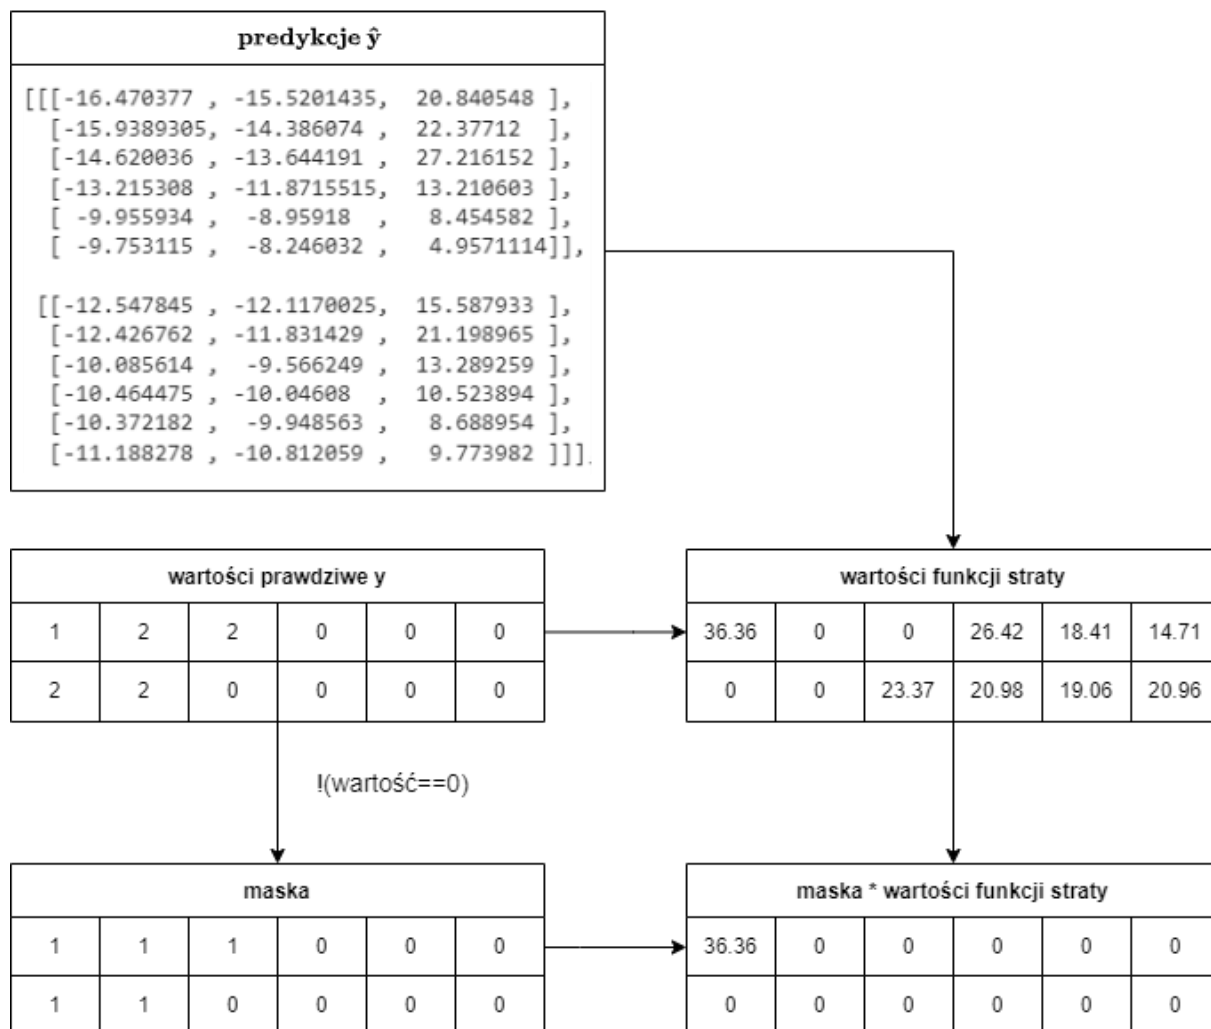 predykcje ŷ
[[[-16.470377 , -15.5201435,  20.840548 ],
[-15.9389305, -14.386074 ,  22.37712  ],
[-14.620036 , -13.644191 ,  27.216152 ],
[-13.215308 , -11.8715515,  13.210603 ],
[ -9.955934 ,  -8.95918  ,   8.454582 ],
[ -9.753115 ,  -8.246032 ,   4.9571114]],
[[-12.547845 , -12.1170025,  15.587933 ],
[-12.426762 , -11.831429 ,  21.198965 ],
[-10.085614 ,  -9.566249 ,  13.289259 ],
[-10.464475 , -10.04608  ,  10.523894 ],
[-10.372182 ,  -9.948563 ,   8.688954 ],
[-11.188278 , -10.812059 ,   9.773982 ]]].
wartości prawdziwe y
1 2 2 0 0 0
2 2 0 0 0 0
wartości funkcji straty
36.36 0 0 26.42 18.41 14.71
0 0 23.37 20.98 19.06 20.96
!(wartość==0)
maska
1 1 1 0 0 0
1 1 0 0 0 0
maska * wartości funkcji straty
36.36 0 0 0 0 0
0 0 0 0 0 0